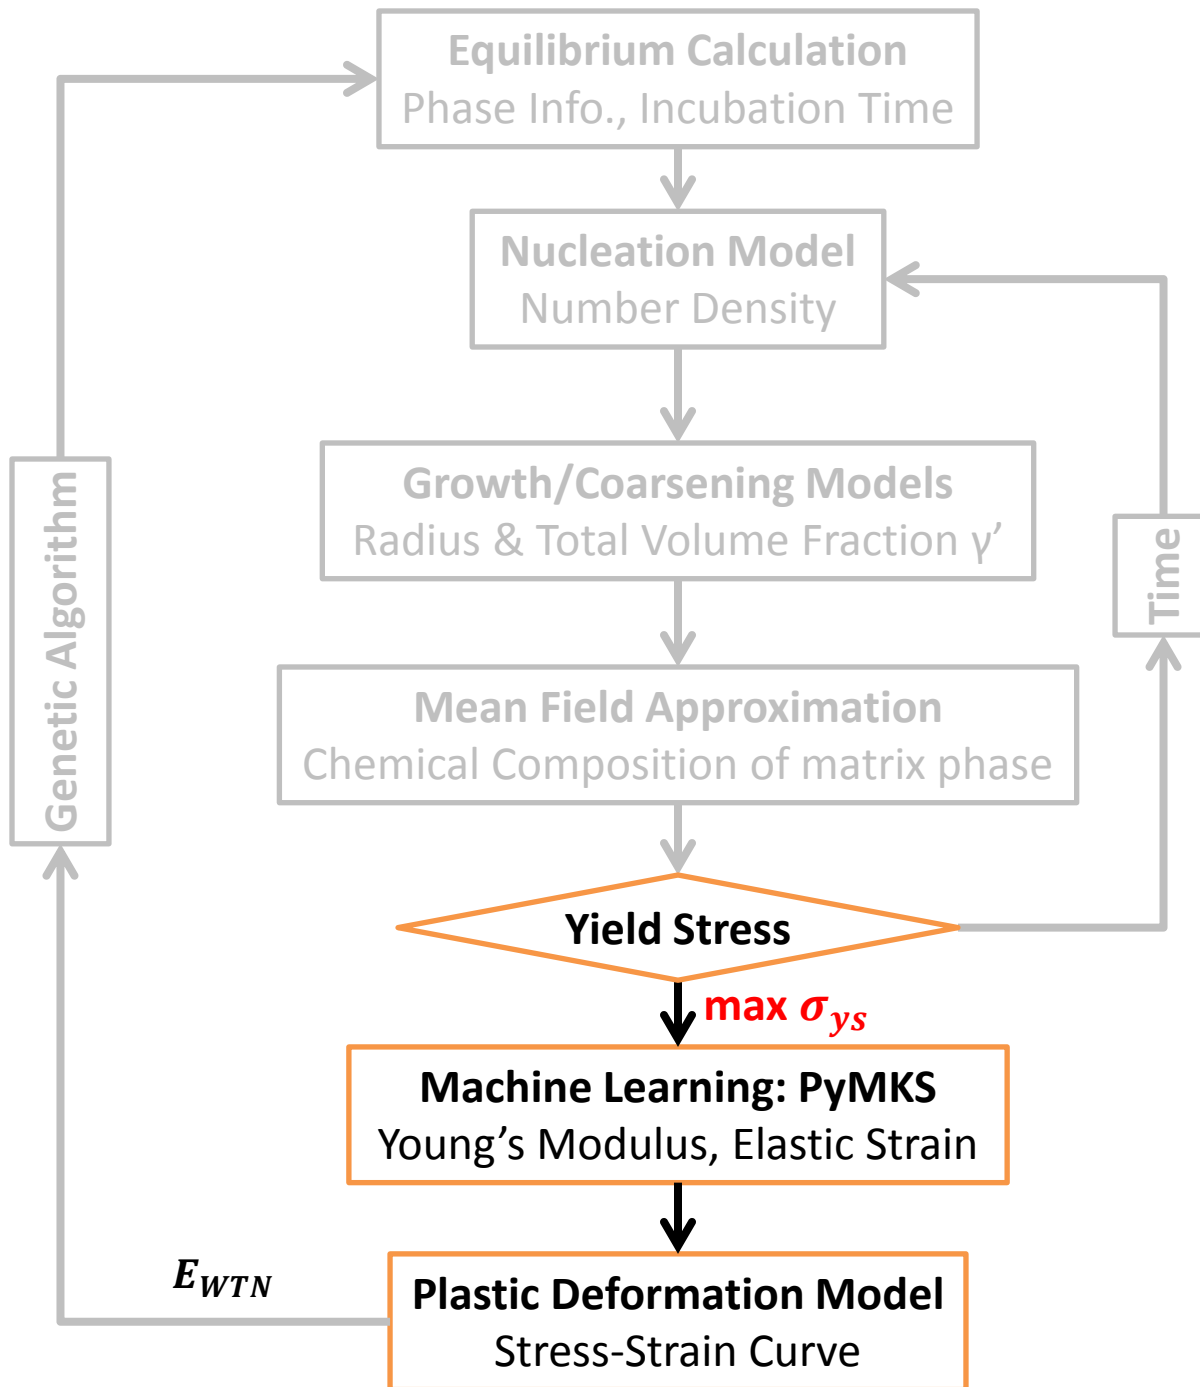 Equilibrium Calculation
Phase Info., Incubation Time
Nucleation Model
Number Density
Growth/Coarsening Models
Radius & Total Volume Fraction γ’
Genetic Algorithm
Time
Mean Field Approximation
Chemical Composition of matrix phase
Yield Stress
max σ_ys
Machine Learning: PyMKS
Young’s Modulus, Elastic Strain
E_WTN
Plastic Deformation Model
Stress-Strain Curve